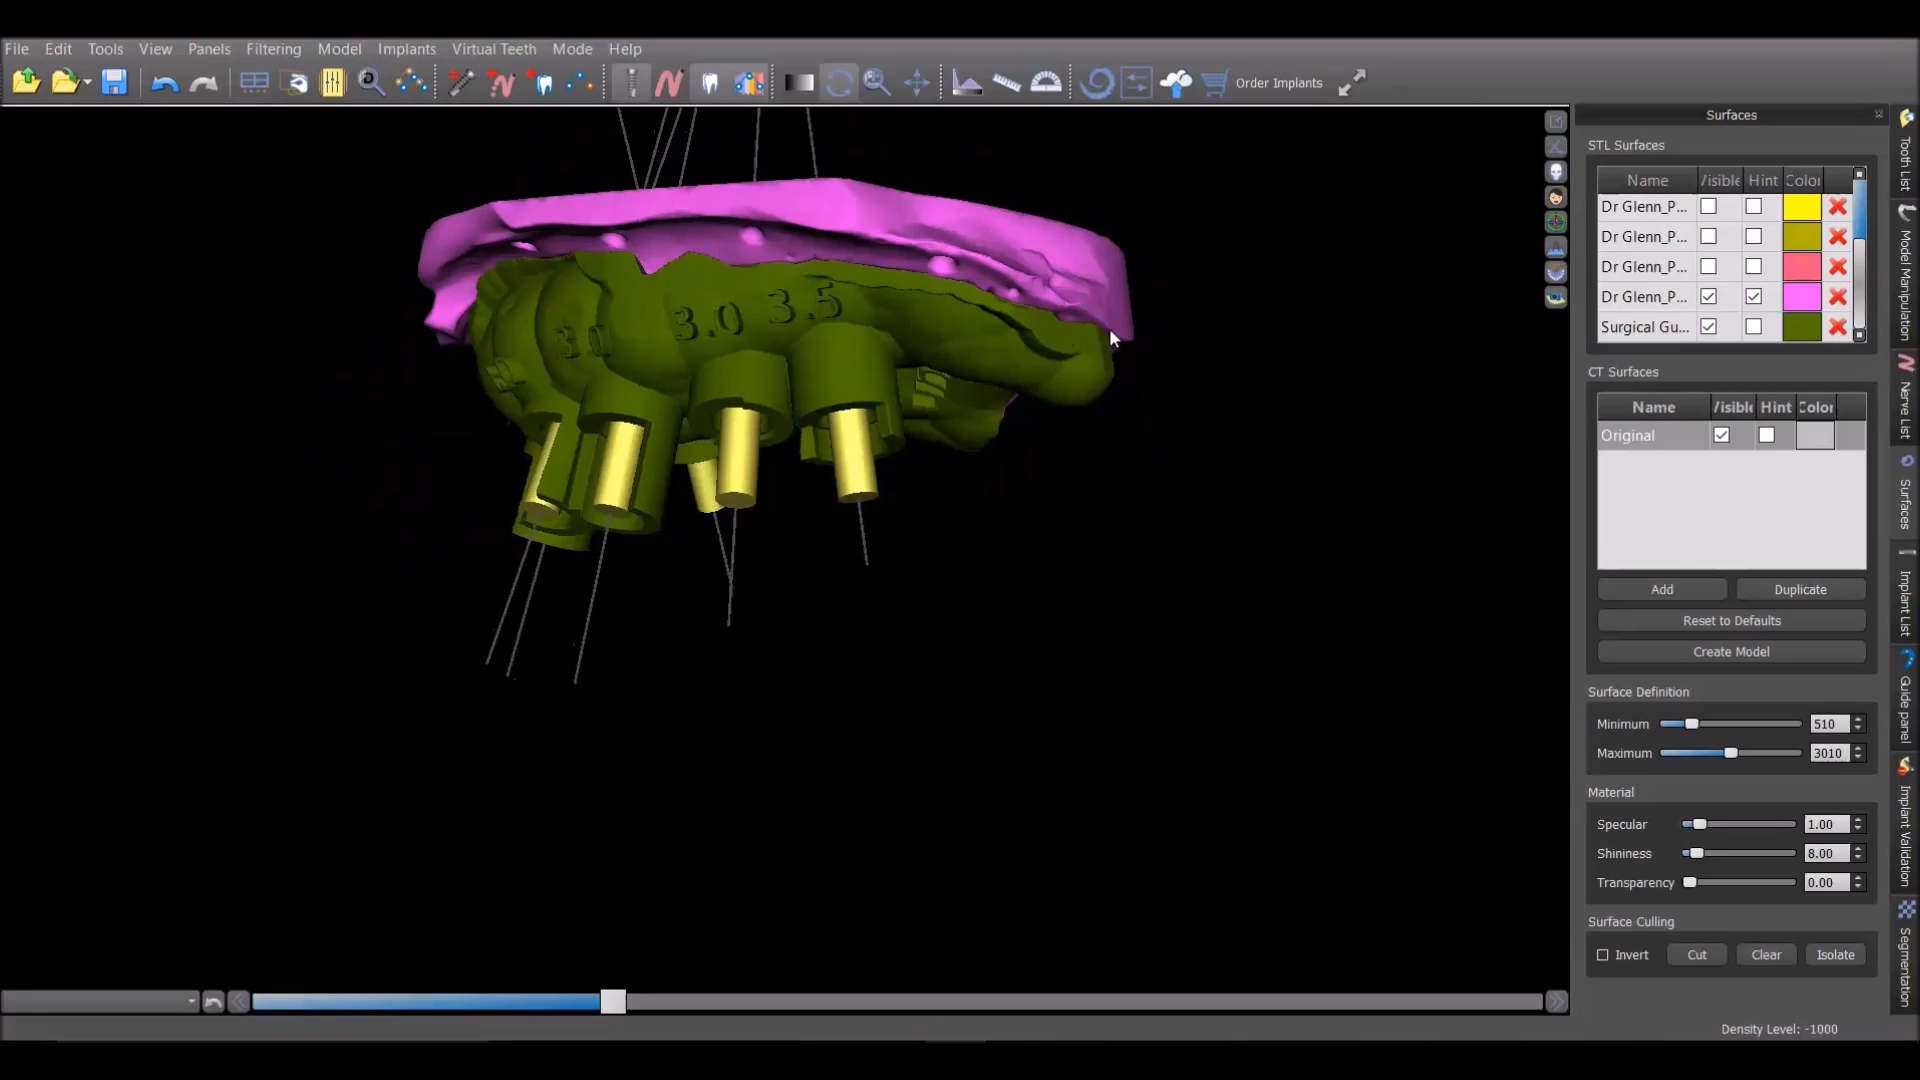 File Edit Tools View Panels Filtering Model Implants Virtual Teeth Mode Help
Order Implants
Surfaces
STL Surfaces
Name Visible Hint Color
Dr Glenn_P...
Dr Glenn_P...
Dr Glenn_P...
Dr Glenn_P...
Surgical Gu...
CT Surfaces
Name Visible Hint Color
Original
Add Duplicate
Reset to Defaults
Create Model
Surface Definition
Minimum 510
Maximum 3010
Material
Specular 1.00
Shininess 8.00
Transparency 0.00
Surface Culling
Invert Cut Clear Isolate
Density Level: -1000
Tooth List
Model Manipulation
Nerve List
Surfaces
Implant List
Guide panel
Implant Validation
Segmentation
3.0 3.0 3.5